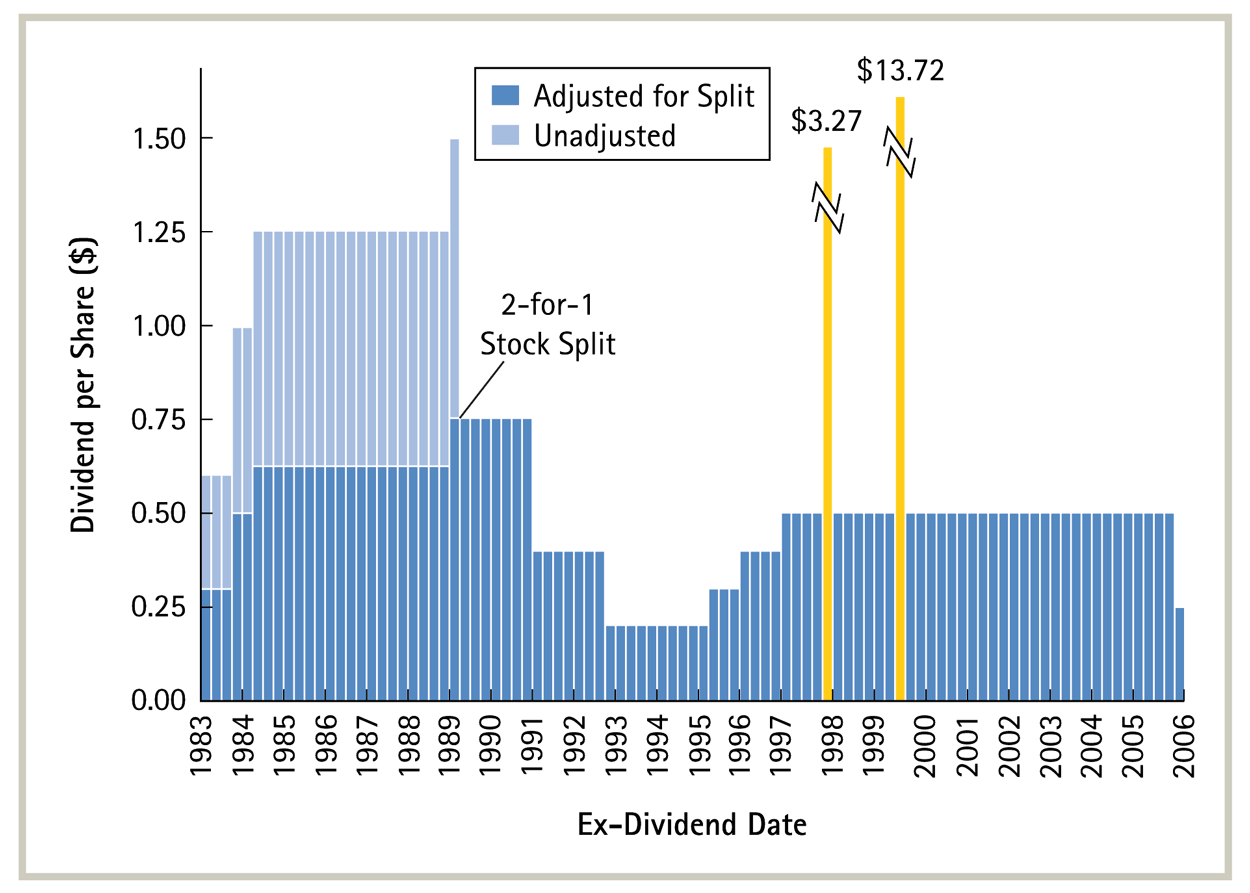 $13.72
$3.27
Adjusted for Split
Unadjusted
2-for-1
Stock Split
Dividend per Share ($)
1.50
1.25
1.00
0.75
0.50
0.25
0.00
1983 1984 1985 1986 1987 1988 1989 1990 1991 1992 1993 1994 1995 1996 1997 1998 1999 2000 2001 2002 2003 2004 2005 2006
Ex-Dividend Date